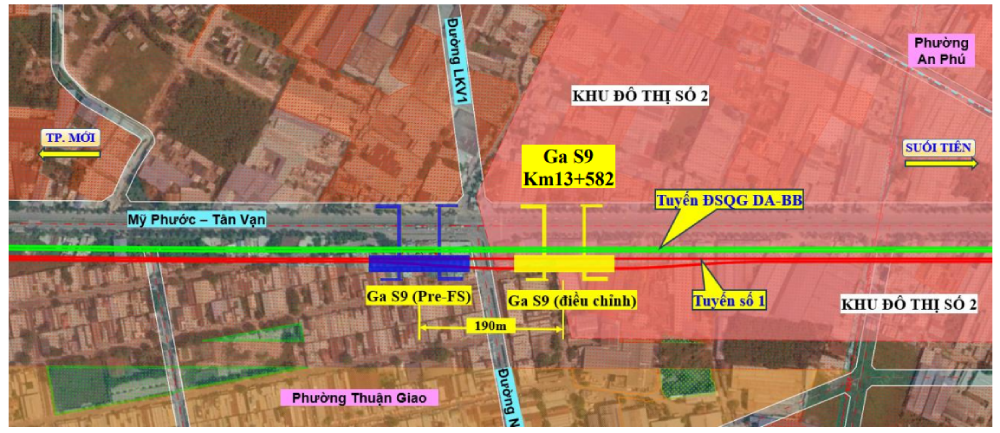 Phường
An Phú
Đường LKV1
KHU ĐÔ THỊ SỐ 2
TP. MỚI
SUỐI TIÊN
Ga S9
Km13+582
Tuyến ĐSQG DA-BB
Mỹ Phước – Tân Vạn
Ga S9 (Pre-FS)
Ga S9 (điều chỉnh)
Tuyến số 1
KHU ĐÔ THỊ SỐ 2
190m
Phường Thuận Giao
Đường N